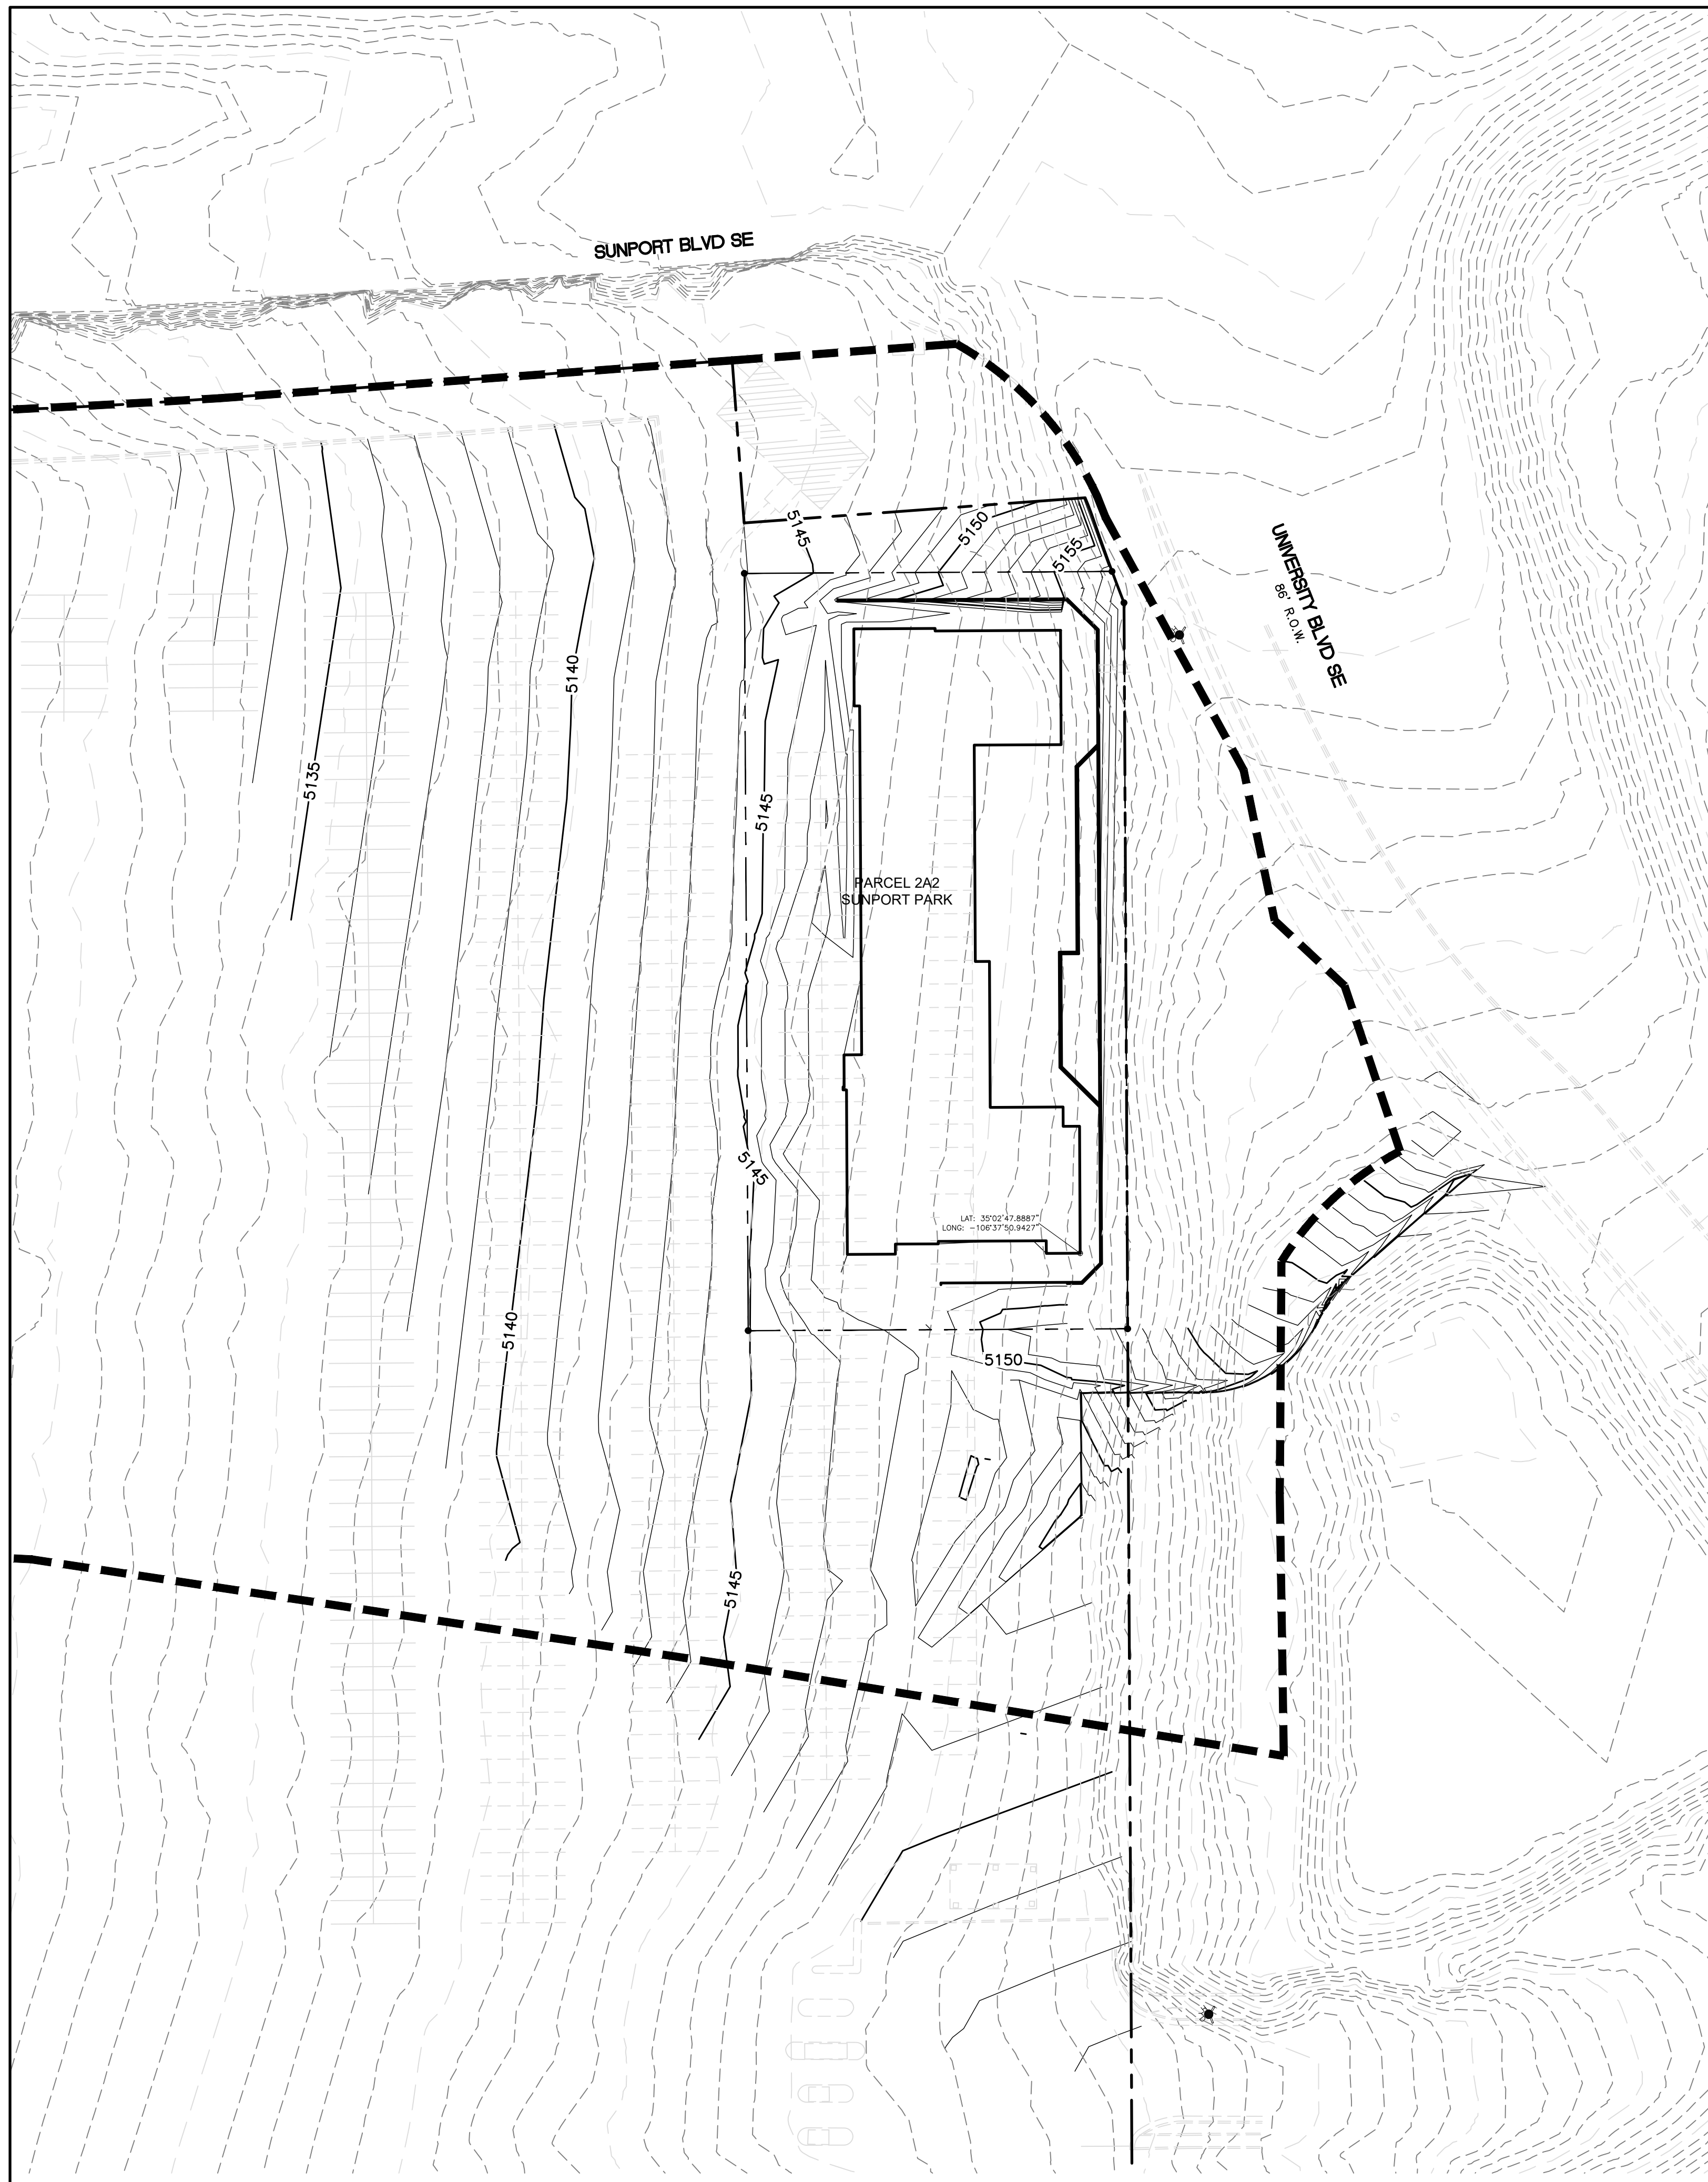 SUNPORT BLVD SE
5145
5150
5155
UNIVERSITY BLVD SE
86' R.O.W.
5140
5135
5145
PARCEL 2A2
SUNPORT PARK
5145
LAT: 35°02'47.8887"
LONG: -106°37'50.9427"
5140
5150
5145